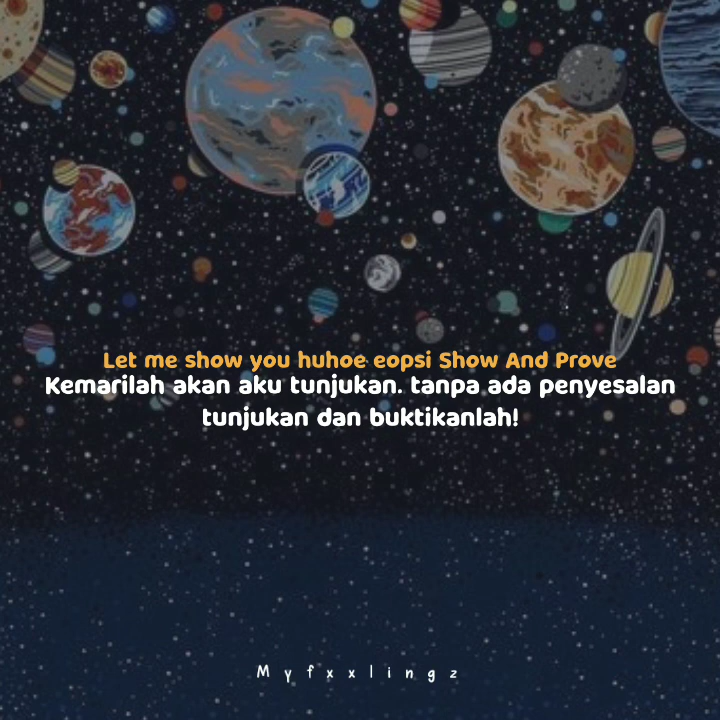 Let me show you huhoe eopsi Show And Prove
Kemarilah akan aku tunjukan. tanpa ada penyesalan
tunjukan dan buktikanlah!
Myfxxlingz